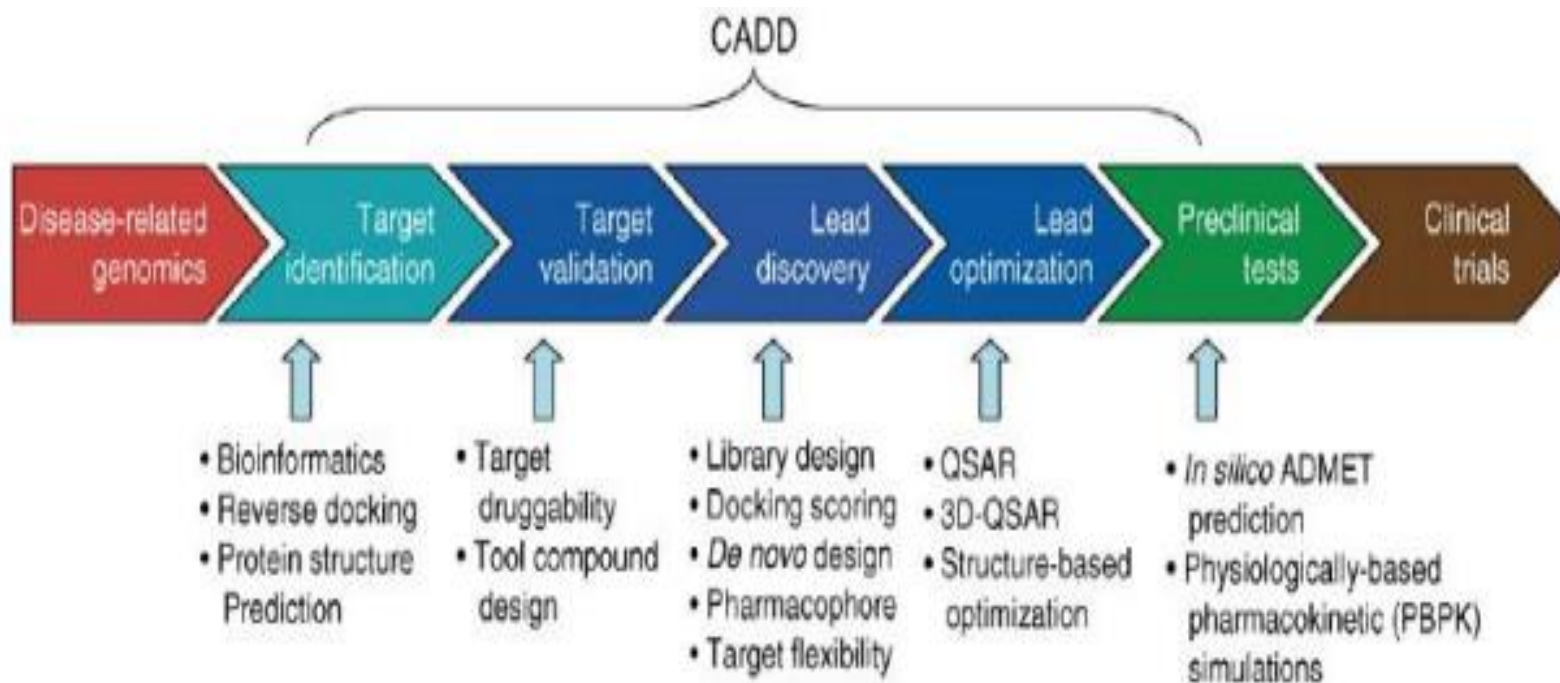 CADD
Disease-related
genomics
Target
identification
Target
validation
Lead
discovery
Lead
optimization
Preclinical
tests
Clinical
trials
• Bioinformatics
• Reverse docking
• Protein structure
Prediction
• Target
druggability
• Tool compound
design
• Library design
• Docking scoring
• De novo design
• Pharmacophore
• Target flexibility
• QSAR
• 3D-QSAR
• Structure-based
optimization
• In silico ADMET
prediction
• Physiologically-based
pharmacokinetic (PBPK)
simulations